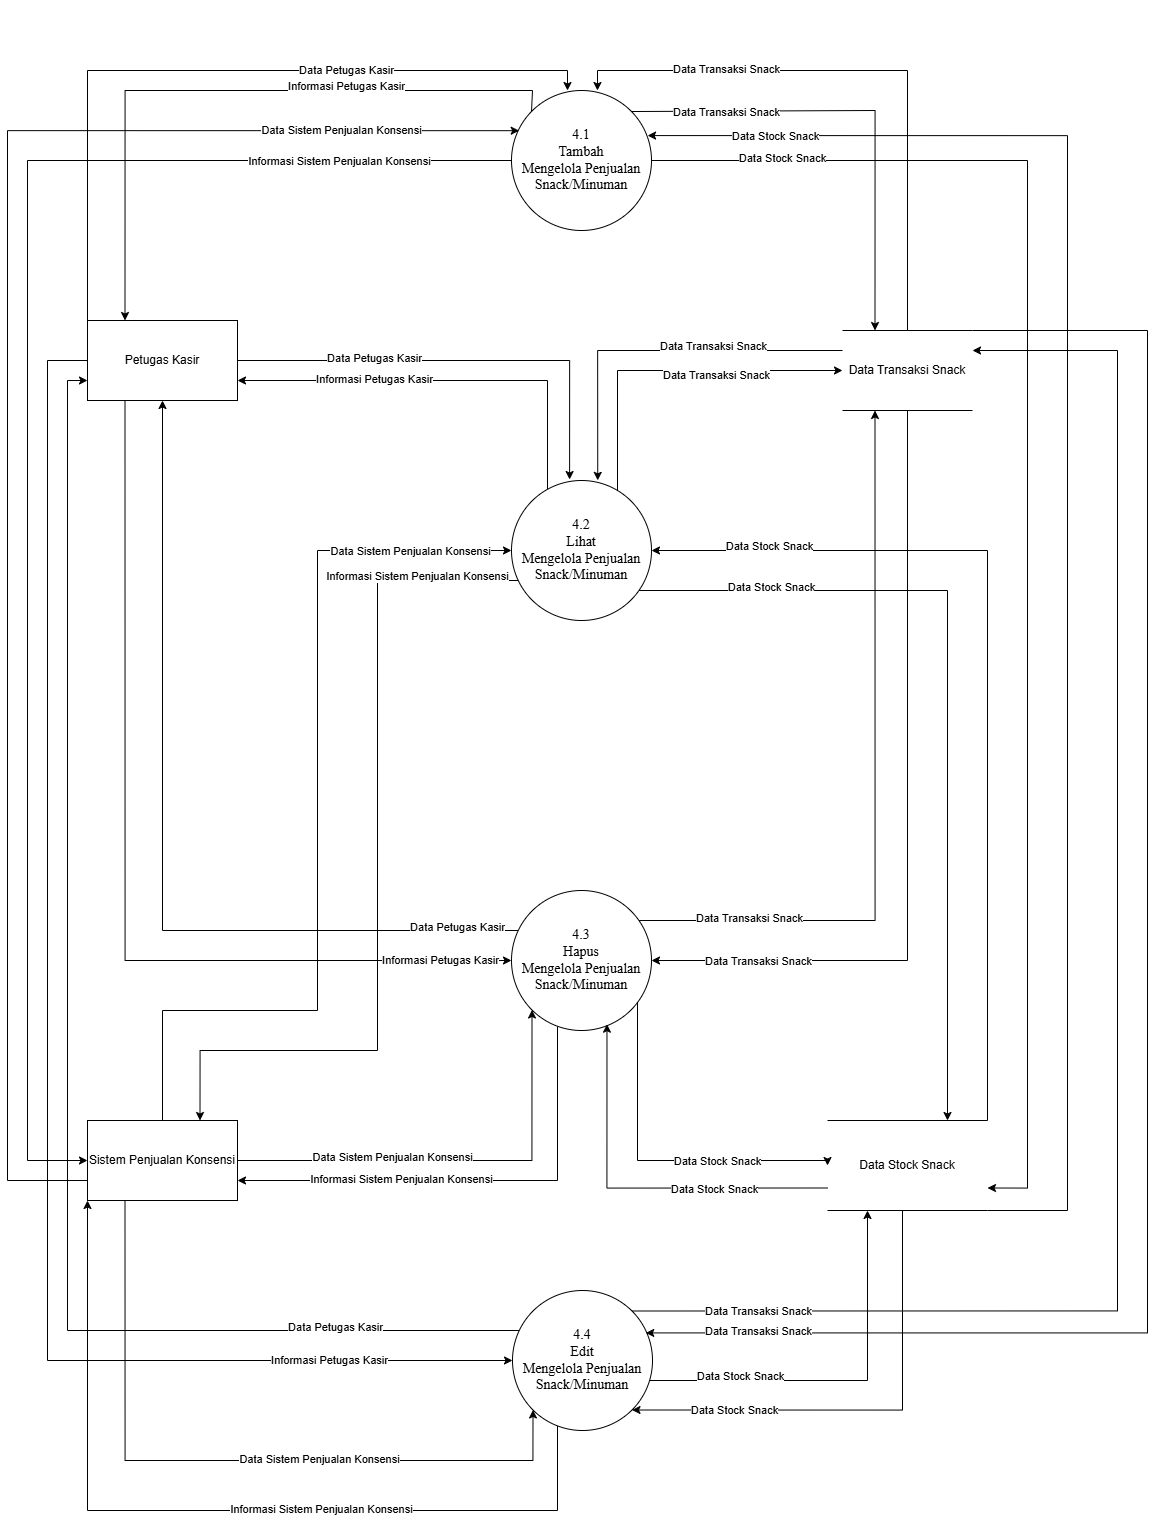 Data Petugas Kasir
Data Transaksi Snack
Informasi Petugas Kasir
Data Transaksi Snack
Data Sistem Penjualan Konsensi
Data Stock Snack
Informasi Sistem Penjualan Konsensi
Data Stock Snack
4.1
Tambah
Mengelola Penjualan
Snack/Minuman
Petugas Kasir
Data Petugas Kasir
Informasi Petugas Kasir
Data Transaksi Snack
Data Transaksi Snack
Data Transaksi Snack
4.2
Lihat
Mengelola Penjualan
Snack/Minuman
Data Sistem Penjualan Konsensi
Informasi Sistem Penjualan Konsensi
Data Stock Snack
Data Stock Snack
4.3
Hapus
Mengelola Penjualan
Snack/Minuman
Data Petugas Kasir
Informasi Petugas Kasir
Data Transaksi Snack
Data Transaksi Snack
Sistem Penjualan Konsensi
Data Sistem Penjualan Konsensi
Informasi Sistem Penjualan Konsensi
Data Stock Snack
Data Stock Snack
Data Stock Snack
4.4
Edit
Mengelola Penjualan
Snack/Minuman
Data Petugas Kasir
Informasi Petugas Kasir
Data Transaksi Snack
Data Transaksi Snack
Data Stock Snack
Data Stock Snack
Data Sistem Penjualan Konsensi
Informasi Sistem Penjualan Konsensi